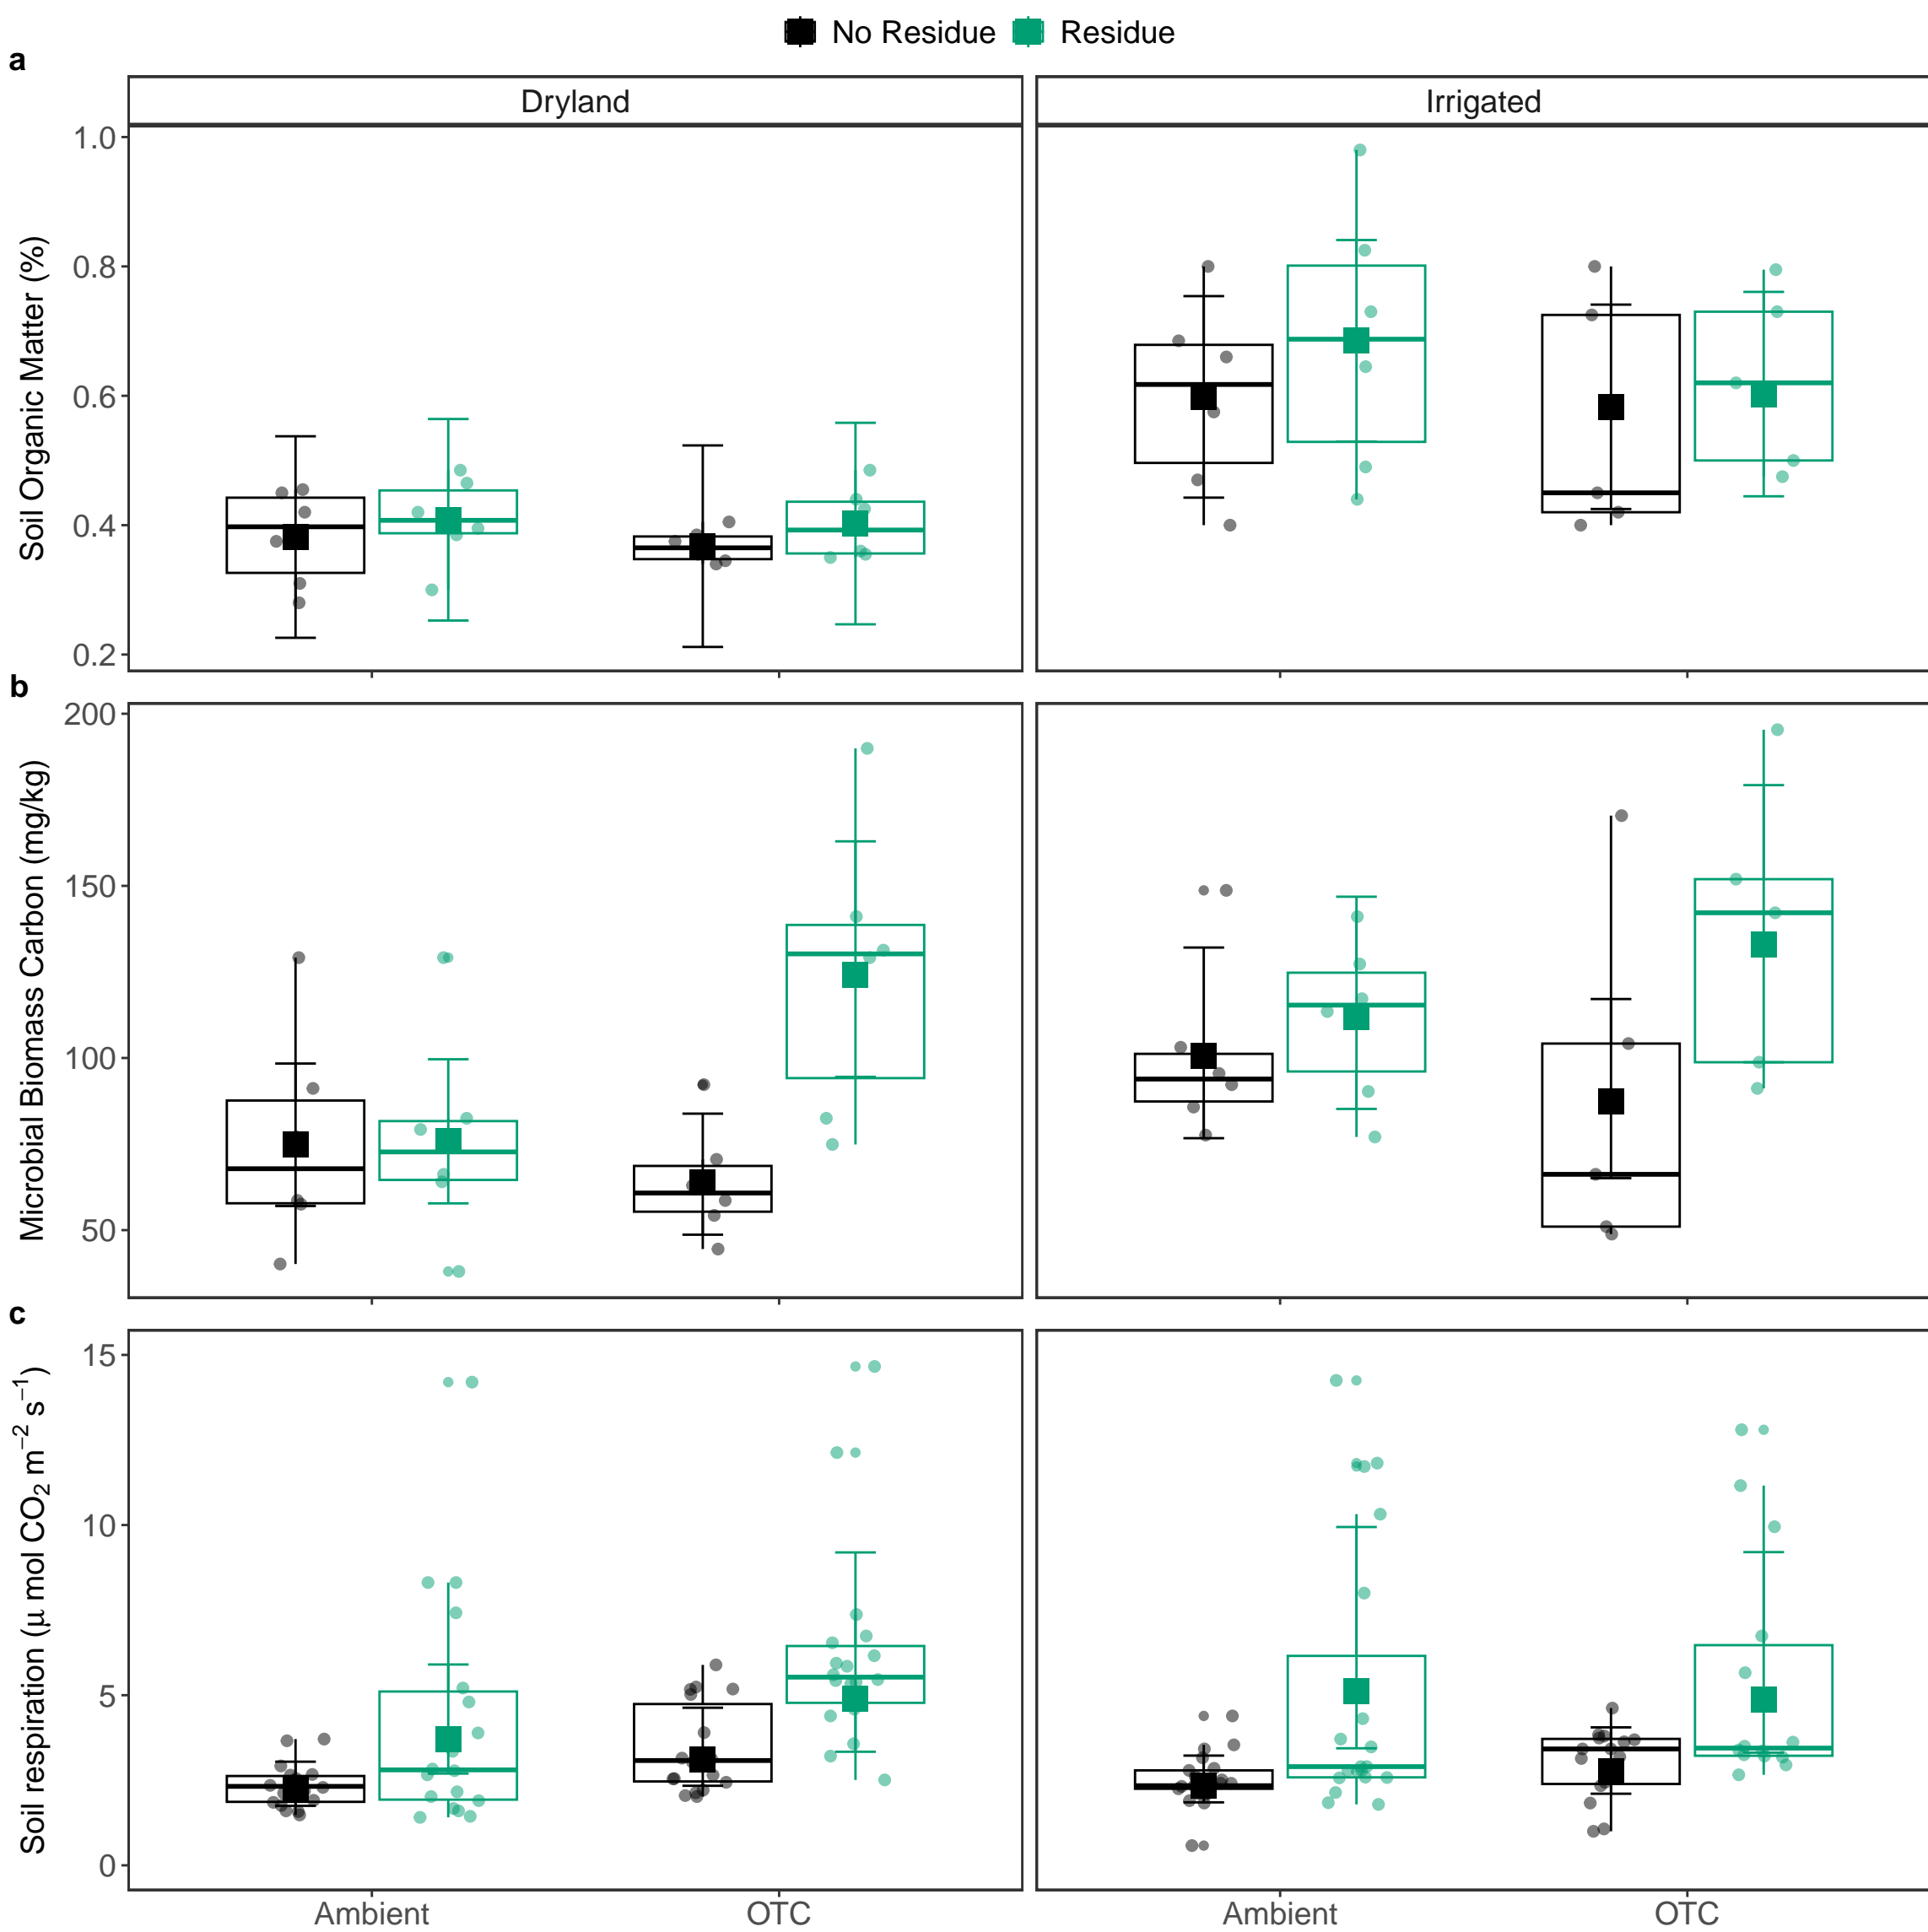 No Residue Residue
a
Dryland Irrigated
Soil Organic Matter (%)
1.0
0.8
0.6
0.4
0.2
b
Microbial Biomass Carbon (mg/kg)
200
150
100
50
c
Soil respiration (μ mol CO₂ m⁻² s⁻¹)
15
10
5
0
Ambient OTC Ambient OTC